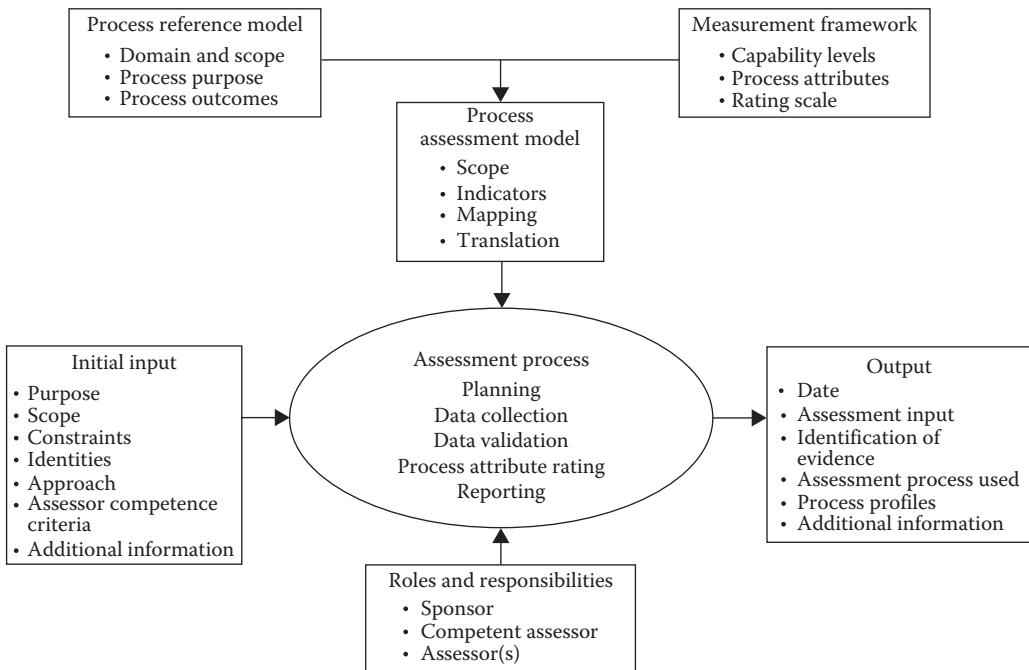 Process reference model
• Domain and scope
• Process purpose
• Process outcomes
Measurement framework
• Capability levels
• Process attributes
• Rating scale
Process
assessment model
• Scope
• Indicators
• Mapping
• Translation
Initial input
• Purpose
• Scope
• Constraints
• Identities
• Approach
• Assessor competence
criteria
• Additional information
Assessment process
Planning
Data collection
Data validation
Process attribute rating
Reporting
Output
• Date
• Assessment input
• Identification of
evidence
• Assessment process used
• Process profiles
• Additional information
Roles and responsibilities
• Sponsor
• Competent assessor
• Assessor(s)